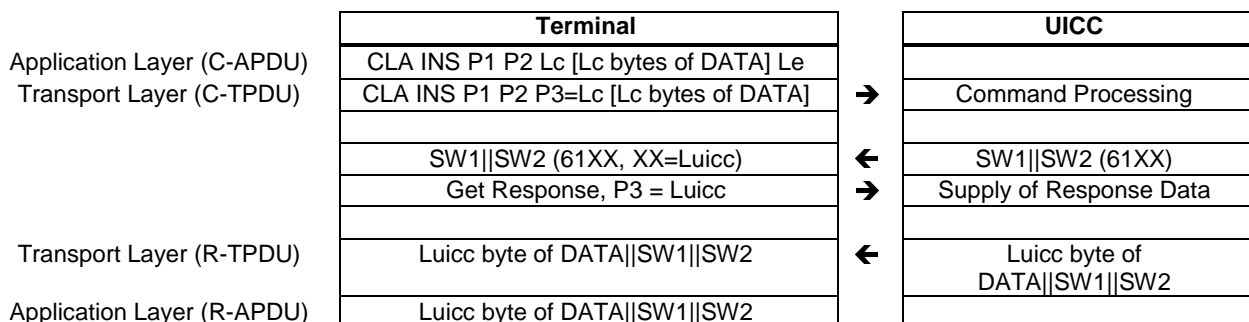 Terminal UICC
Application Layer (C-APDU) CLA INS P1 P2 Lc [Lc bytes of DATA] Le
Transport Layer (C-TPDU) CLA INS P1 P2 P3=Lc [Lc bytes of DATA] → Command Processing
SW1||SW2 (61XX, XX=Luicc) ← SW1||SW2 (61XX)
Get Response, P3 = Luicc → Supply of Response Data
Transport Layer (R-TPDU) Luicc byte of DATA||SW1||SW2 ← Luicc byte of
DATA||SW1||SW2
Application Layer (R-APDU) Luicc byte of DATA||SW1||SW2